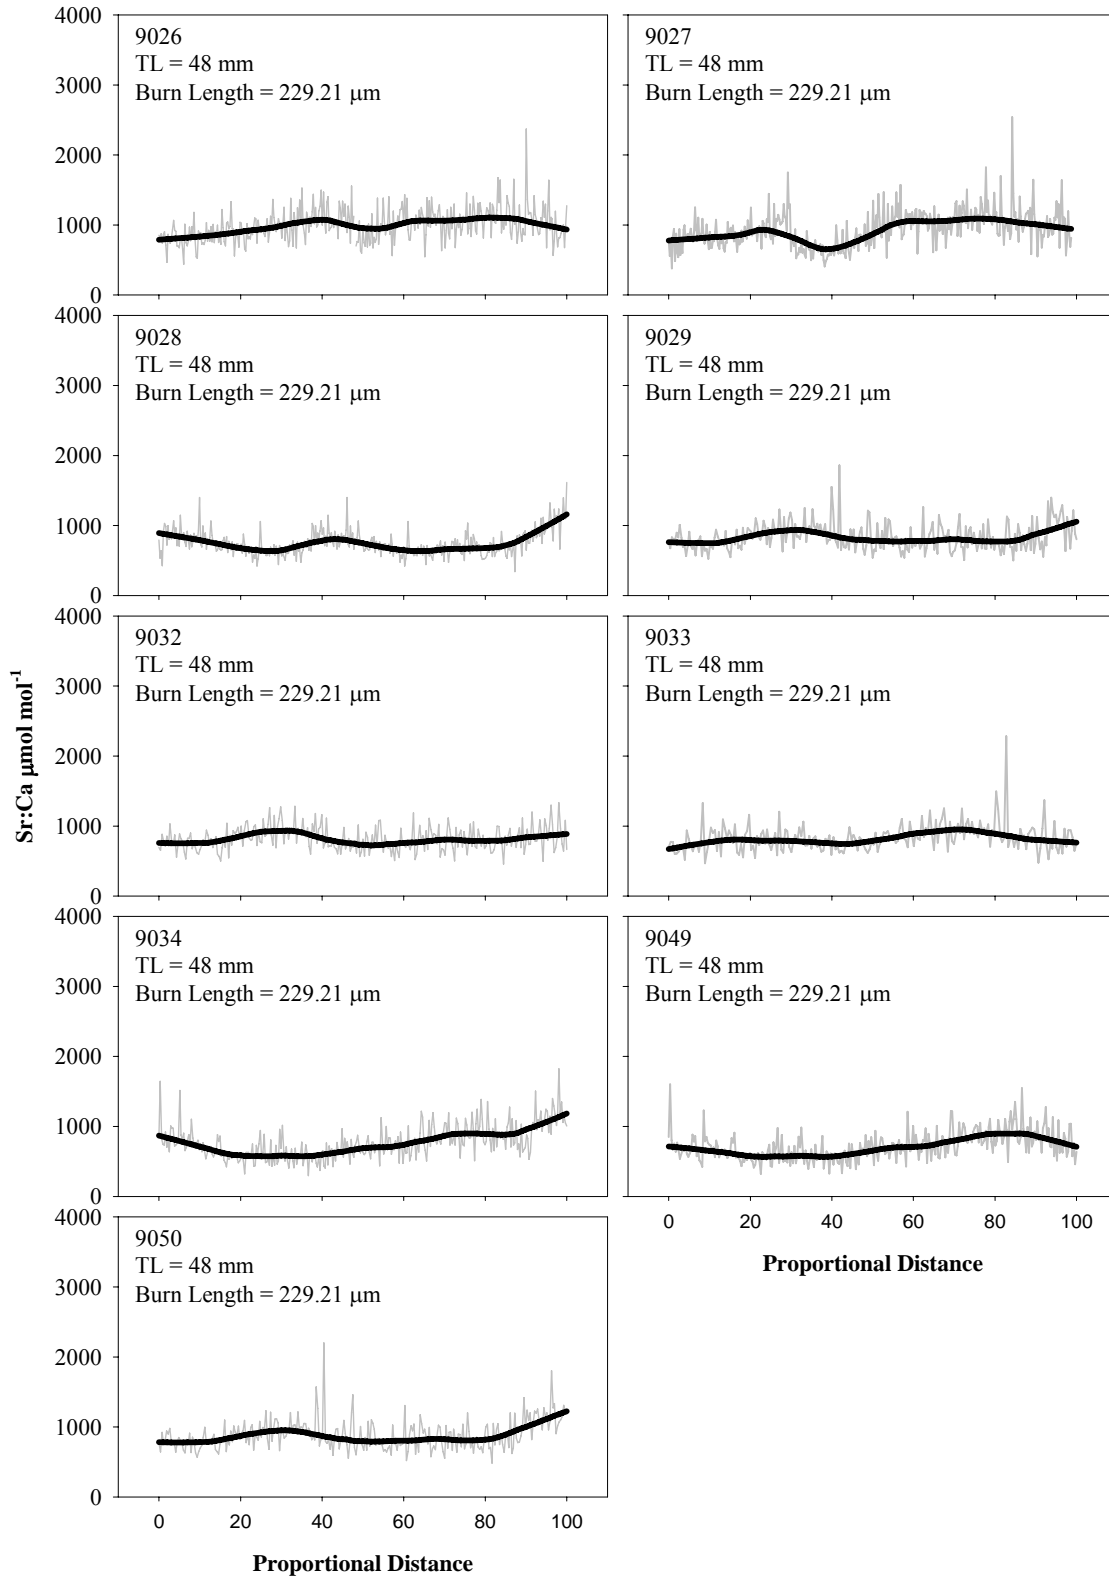 4000
3000
2000
1000
0
9026
TL = 48 mm
Burn Length = 229.21 μm
9027
TL = 48 mm
Burn Length = 229.21 μm
4000
3000
2000
1000
0
9028
TL = 48 mm
Burn Length = 229.21 μm
9029
TL = 48 mm
Burn Length = 229.21 μm
Sr:Ca μmol mol⁻¹
4000
3000
2000
1000
0
9032
TL = 48 mm
Burn Length = 229.21 μm
9033
TL = 48 mm
Burn Length = 229.21 μm
4000
3000
2000
1000
0
9034
TL = 48 mm
Burn Length = 229.21 μm
9049
TL = 48 mm
Burn Length = 229.21 μm
0 20 40 60 80 100
Proportional Distance
4000
3000
2000
1000
0
9050
TL = 48 mm
Burn Length = 229.21 μm
0 20 40 60 80 100
Proportional Distance